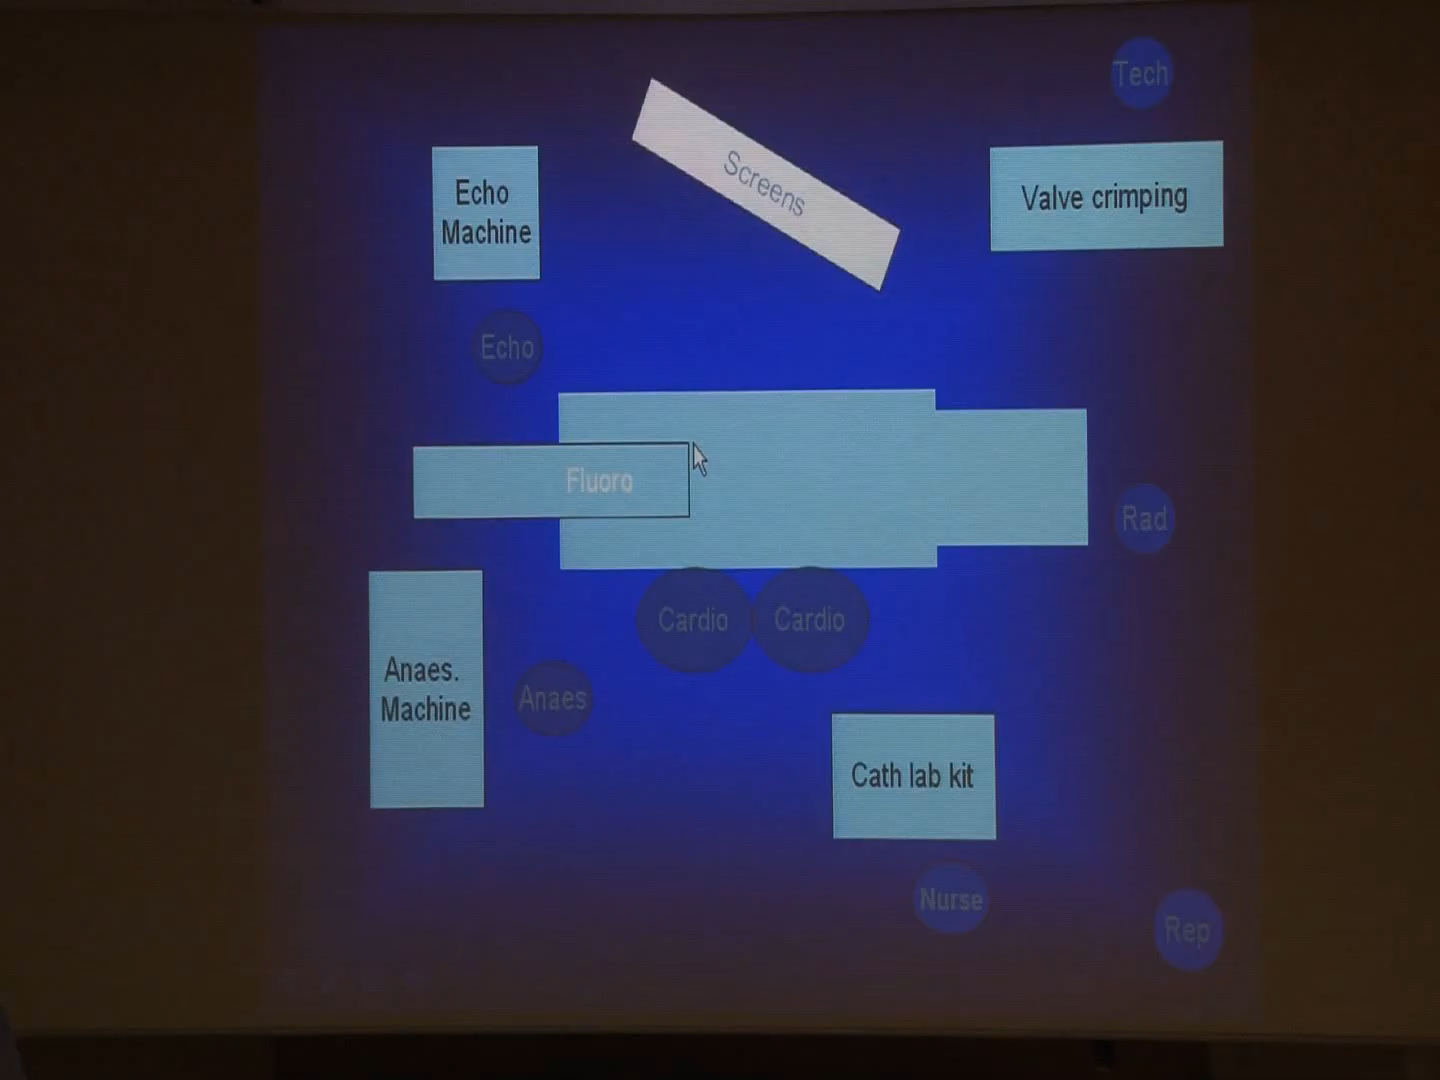 Tech
Screens
Echo
Machine
Valve crimping
Echo
Fluoro
Rad
Cardio
Cardio
Anaes.
Machine
Anaes
Cath lab kit
Nurse
Rep